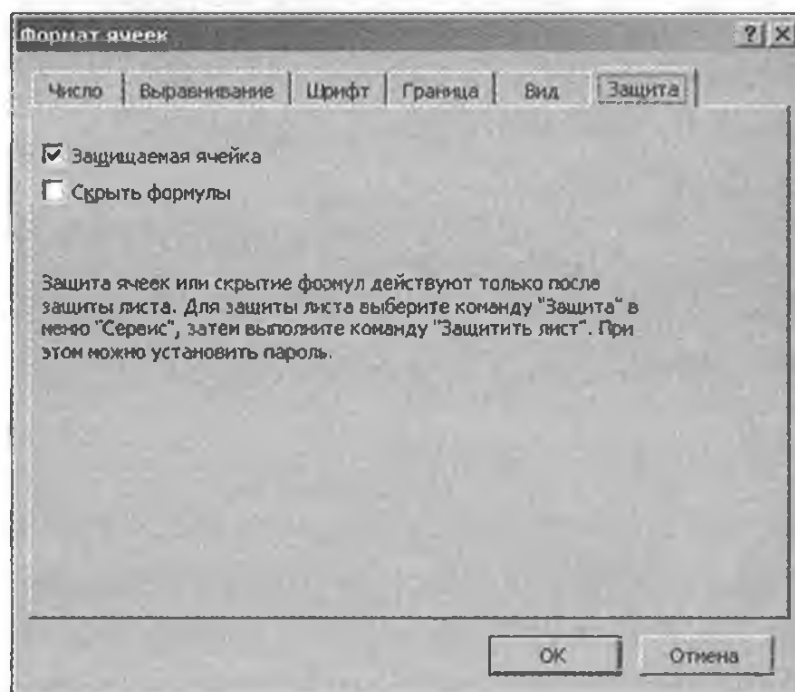 Формат ячеек
Число Выравнивание Шрифт Граница Вид Защита
Защищаемая ячейка
Скрыть формулы
Защита ячеек или скрытие формул действуют только после
защиты листа. Для защиты листа выберите команду "Защита" в
меню "Сервис", затем выполните команду "Защитить лист". При
этом можно установить пароль.
ОК Отмена